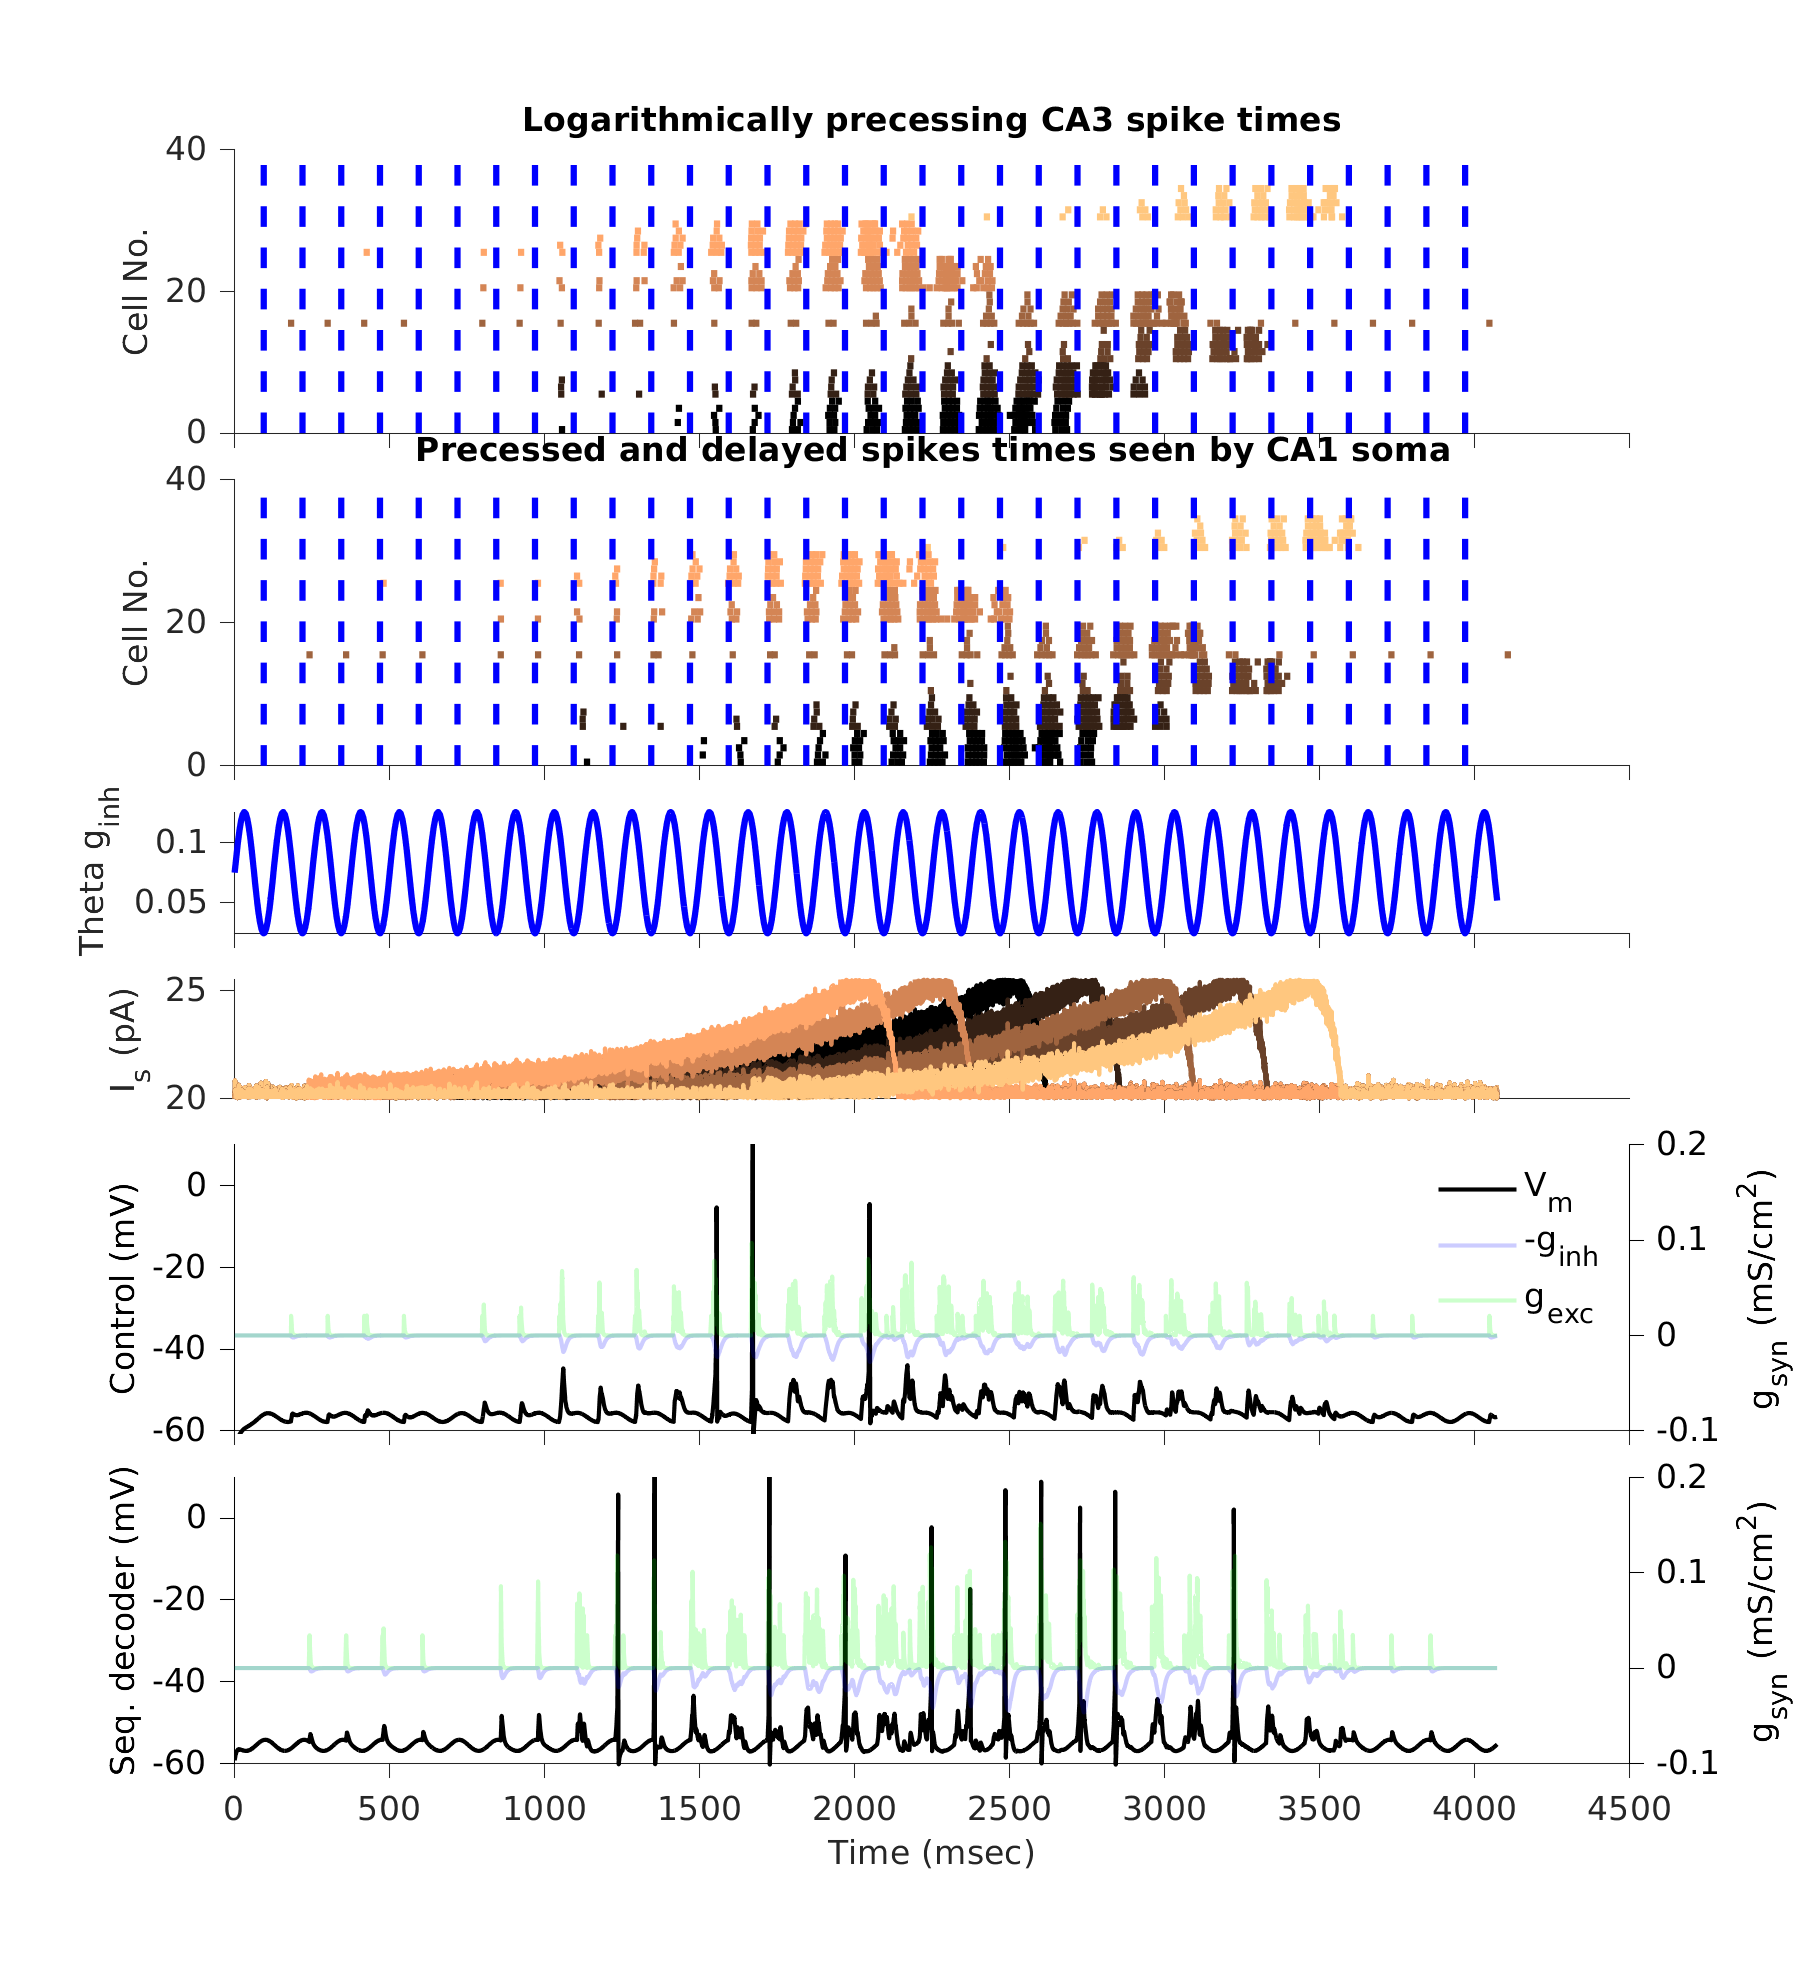 Logarithmically precessing CA3 spike times
40
20
0
Cell No.
Precessed and delayed spikes times seen by CA1 soma
40
20
0
Cell No.
0.1
0.05
Theta g_inh
25
20
I_s (pA)
0
-20
-40
-60
Control (mV)
V_m
-g_inh
g_exc
0.2
0.1
0
-0.1
g_syn (mS/cm^2)
0
-20
-40
-60
Seq. decoder (mV)
0.2
0.1
0
-0.1
g_syn (mS/cm^2)
0 500 1000 1500 2000 2500 3000 3500 4000 4500
Time (msec)